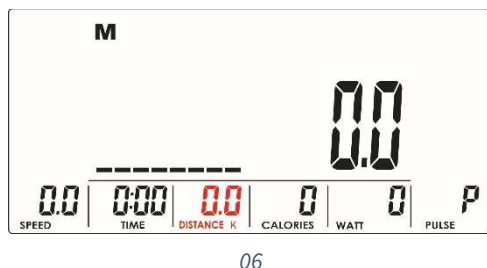 M
0.0
0.0 0:00 0.0 0 0 P
SPEED TIME DISTANCE K CALORIES WATT PULSE
06